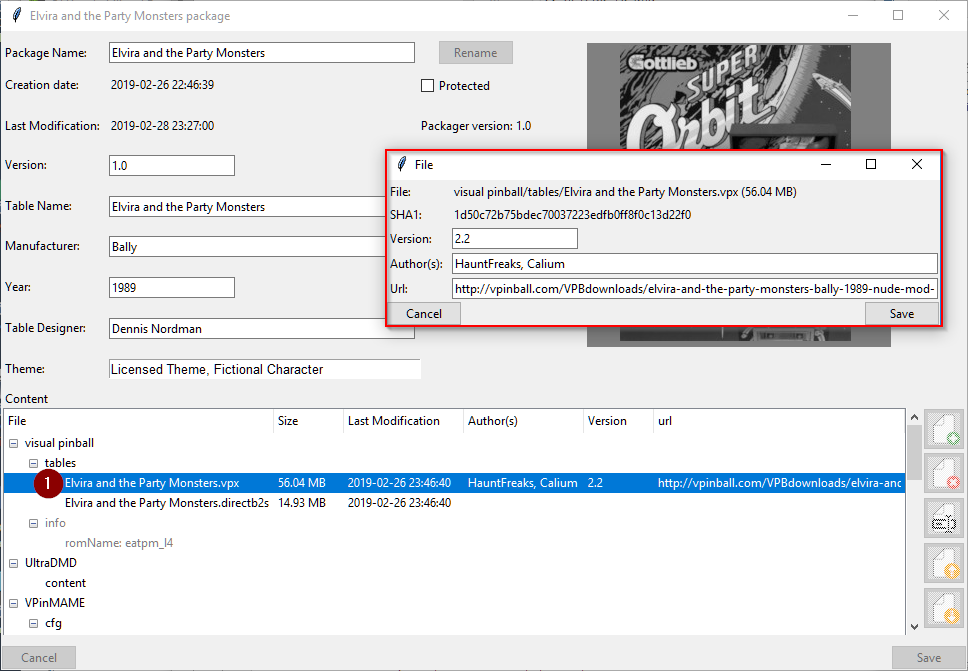 Elvira and the Party Monsters package
Package Name: Elvira and the Party Monsters Rename
Creation date: 2019-02-26 22:46:39 Protected
Last Modification: 2019-02-28 23:27:00 Packager version: 1.0
Version: 1.0
Table Name: Elvira and the Party Monsters
Manufacturer: Bally
Year: 1989
Table Designer: Dennis Nordman
Theme: Licensed Theme, Fictional Character
Gottlieb
SUPER
Orbit
File
File: visual pinball/tables/Elvira and the Party Monsters.vpx (56.04 MB)
SHA1: 1d50c72b75bdec70037223edfb0ff8f0c13d22f0
Version: 2.2
Author(s): HauntFreaks, Calium
Url: http://vpinball.com/VPBdownloads/elvira-and-the-party-monsters-bally-1989-nude-mod-
Cancel Save
Content
File Size Last Modification Author(s) Version url
visual pinball
tables
1 Elvira and the Party Monsters.vpx 56.04 MB 2019-02-26 23:46:40 HauntFreaks, Calium 2.2 http://vpinball.com/VPBdownloads/elvira-anc
Elvira and the Party Monsters.directb2s 14.93 MB 2019-02-26 23:46:40
info
romName: eatpm_l4
UltraDMD
content
VPinMAME
cfg
Cancel Save